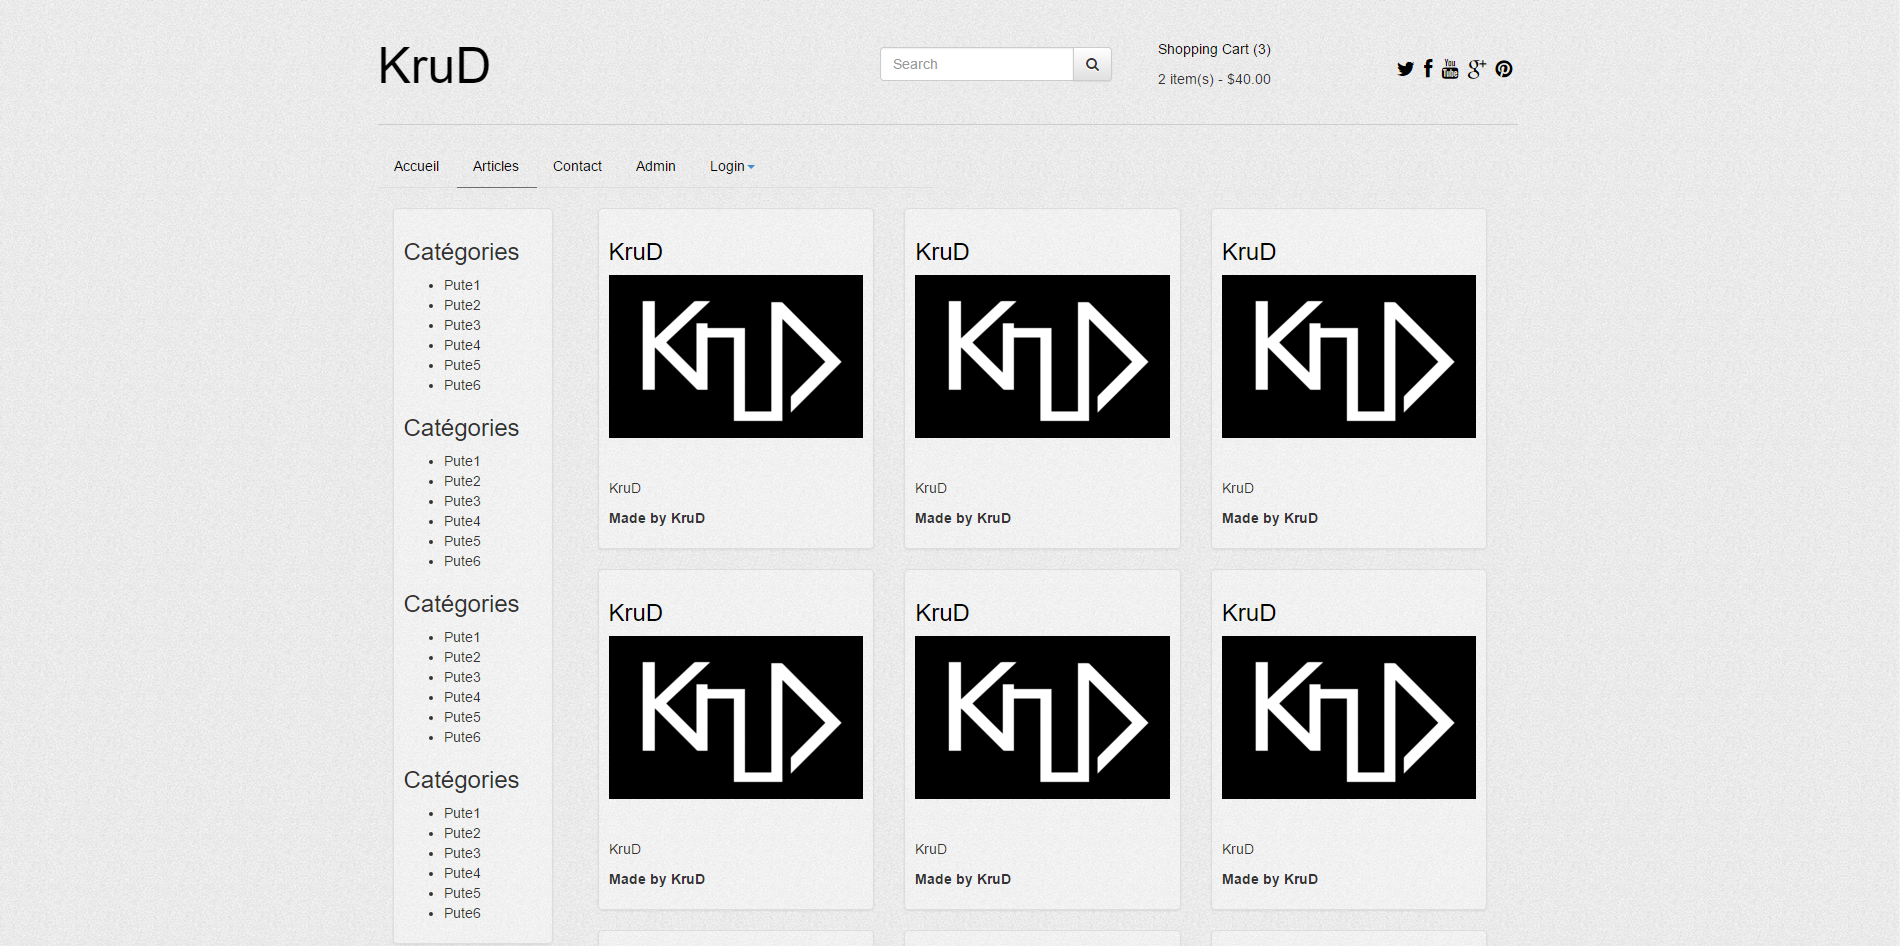 KruD
Search
Shopping Cart (3)
2 item(s) - $40.00
Accueil Articles Contact Admin Login
Catégories
Pute1
Pute2
Pute3
Pute4
Pute5
Pute6
Catégories
Pute1
Pute2
Pute3
Pute4
Pute5
Pute6
Catégories
Pute1
Pute2
Pute3
Pute4
Pute5
Pute6
Catégories
Pute1
Pute2
Pute3
Pute4
Pute5
Pute6
KruD
KruD
KruD
Made by KruD
KruD
KruD
KruD
Made by KruD
KruD
KruD
KruD
Made by KruD
KruD
KruD
KruD
Made by KruD
KruD
KruD
KruD
Made by KruD
KruD
KruD
KruD
Made by KruD